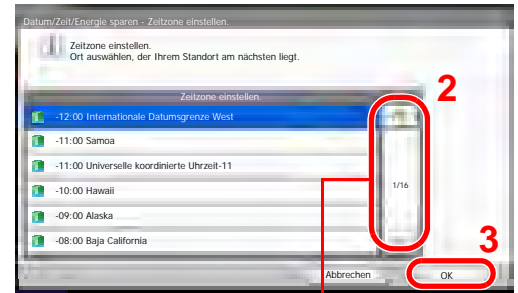 Datum/Zeit/Energie sparen - Zeitzone einstellen.
Zeitzone einstellen.
Ort auswählen, der Ihrem Standort am nächsten liegt.
Zeitzone einstellen.
2
-12:00 Internationale Datumsgrenze West
-11:00 Samoa
-11:00 Universelle koordinierte Uhrzeit-11
1/16
-10:00 Hawaii
-09:00 Alaska
-08:00 Baja California
3
Abbrechen
OK